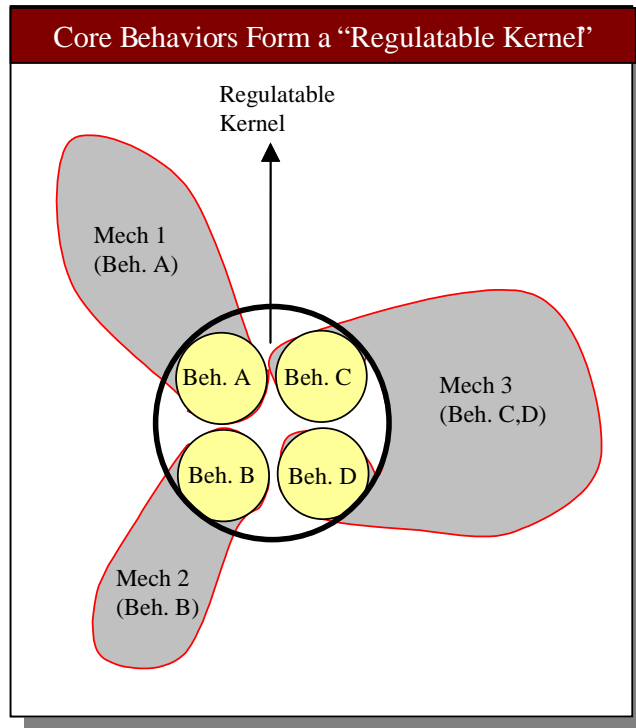 Core Behaviors Form a “Regulatable Kernel”
Regulatable
Kernel
Mech 1
(Beh. A)
Beh. A
Beh. C
Mech 3
(Beh. C,D)
Beh. B
Beh. D
Mech 2
(Beh. B)